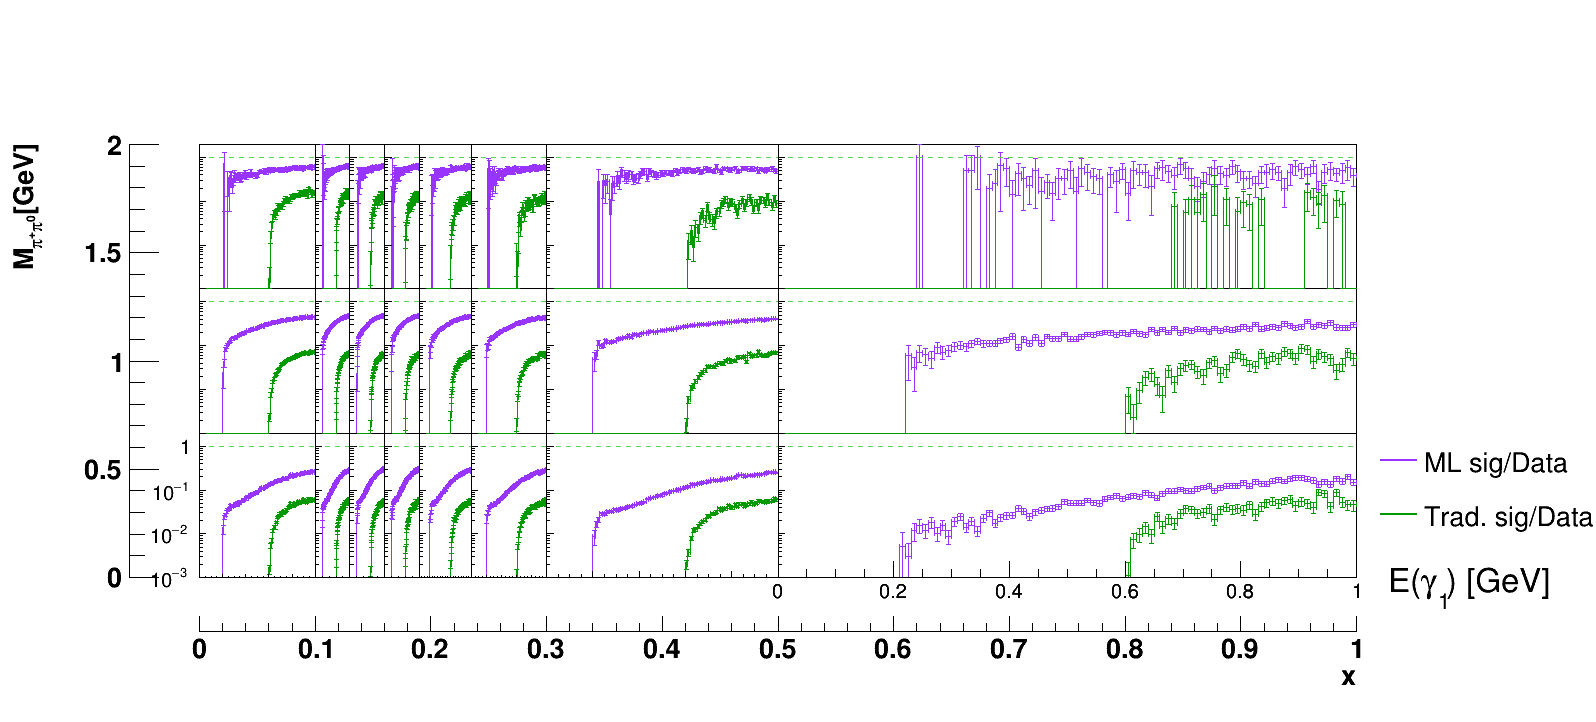 M π⁺π⁰ [GeV]
2
1.5
1
0.5
0
1
10⁻¹
10⁻²
10⁻³
0 0.2 0.4 0.6 0.8 1
E(γ₁) [GeV]
0 0.1 0.2 0.3 0.4 0.5 0.6 0.7 0.8 0.9 1
x
ML sig/Data
Trad. sig/Data